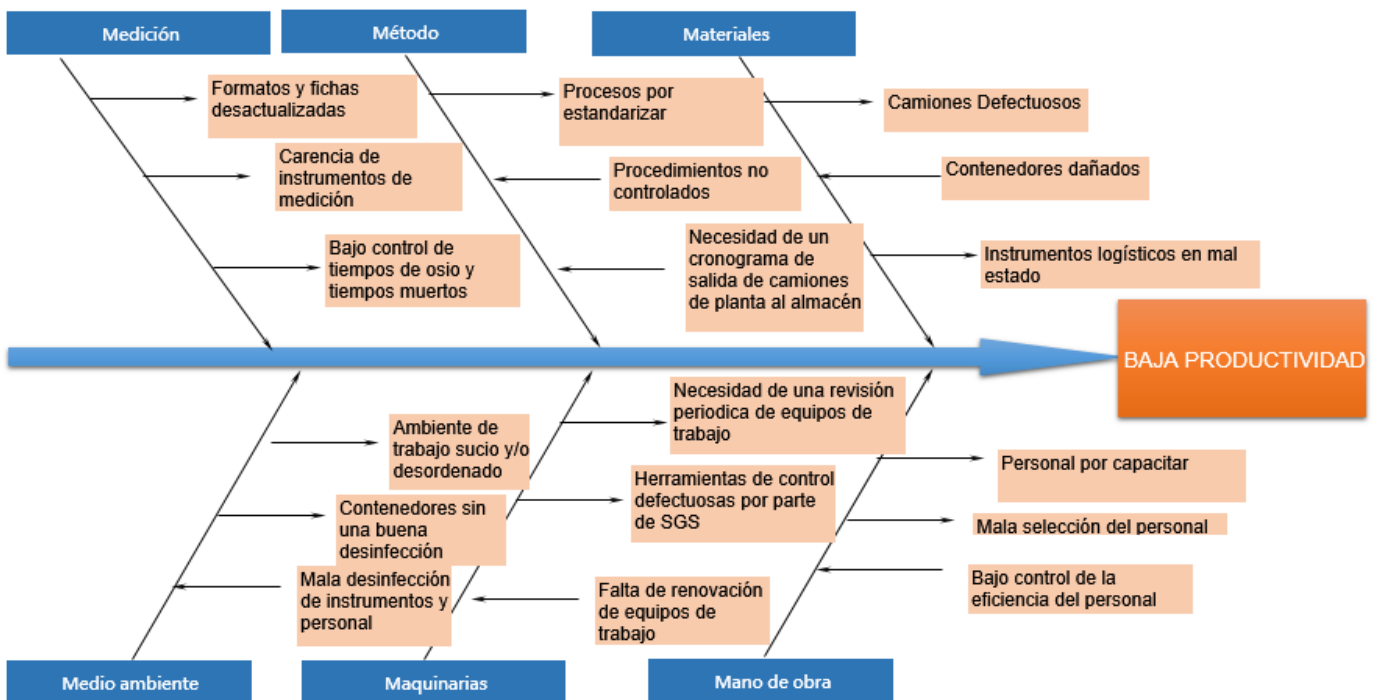 Medición
Método
Materiales
Formatos y fichas
desactualizadas
Carencia de
instrumentos de
medición
Bajo control de
tiempos de osio y
tiempos muertos
Procesos por
estandarizar
Procedimientos no
controlados
Necesidad de un
cronograma de
salida de camiones
de planta al almacén
Camiones Defectuosos
Contenedores dañados
Instrumentos logísticos en mal
estado
BAJA PRODUCTIVIDAD
Ambiente de
trabajo sucio y/o
desordenado
Contenedores sin
una buena
desinfección
Mala desinfección
de instrumentos y
personal
Necesidad de una revisión
periodica de equipos de
trabajo
Herramientas de control
defectuosas por parte
de SGS
Falta de renovación
de equipos de
trabajo
Personal por capacitar
Mala selección del personal
Bajo control de la
eficiencia del personal
Medio ambiente
Maquinarias
Mano de obra